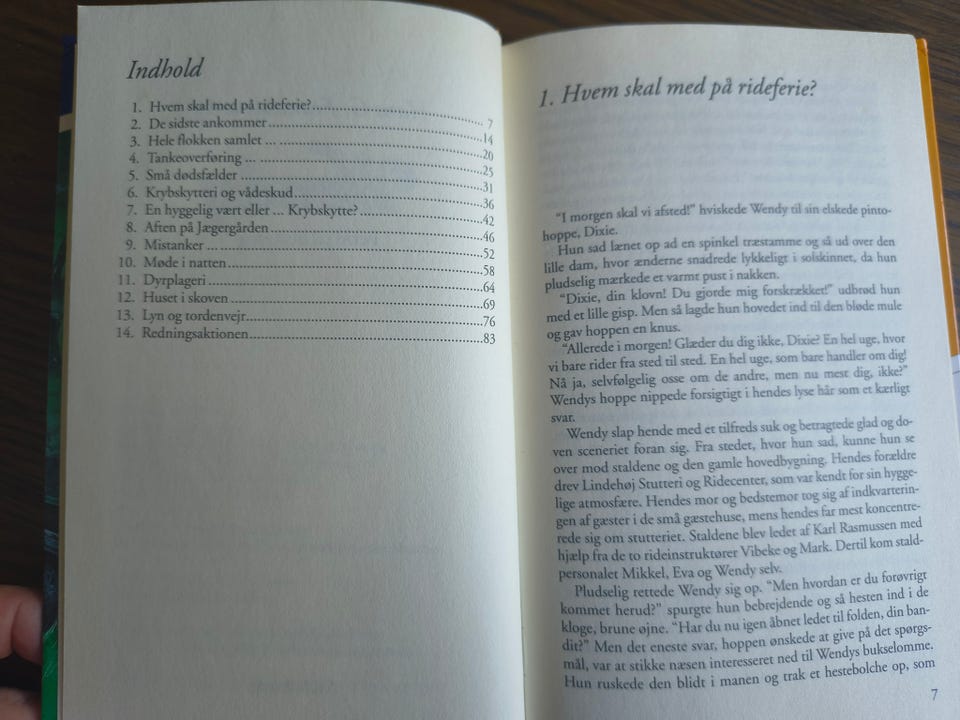 Indhold
1. Hvem skal med på rideferie?........ 7
2. De sidste ankommer........ 14
3. Hele flokken samlet ........ 20
4. Tankeoverføring ........ 25
5. Små dødsfælder ........ 31
6. Krybskytteri og vådeskud........ 36
7. En hyggelig vært eller ... Krybskytte?........ 42
8. Aften på Jægergården ........ 46
9. Mistanker ........ 52
10. Møde i natten........ 58
11. Dyrplageri ........ 64
12. Huset i skoven ........ 69
13. Lyn og tordenvejr........ 76
14. Redningsaktionen........ 83
1. Hvem skal med på rideferie?
"I morgen skal vi afsted!" hviskede Wendy til sin elskede pinto-
hoppe, Dixie.
Hun sad lænet op ad en spinkel træstamme og så ud over den
lille dam, hvor ænderne snadrede lykkeligt i solskinnet, da hun
pludselig mærkede et varmt pust i nakken.
"Dixie, din klovn! Du gjorde mig forskrækket!" udbrød hun
med et lille gisp. Men så lagde hun hovedet ind til den bløde mule
og gav hoppen en knus.
"Allerede i morgen! Glæder du dig ikke, Dixie? En hel uge, hvor
vi bare rider fra sted til sted. En hel uge, som bare handler om dig!
Nå ja, selvfølgelig osse om de andre, men nu mest dig, ikke?"
Wendys hoppe nippede forsigtigt i hendes lyse hår som et kærligt
svar.
Wendy slap hende med et tilfreds suk og betragtede glad og do-
ven sceneriet foran sig. Fra stedet, hvor hun sad, kunne hun se
over mod staldene og den gamle hovedbygning. Hendes forældre
drev Lindehøj Stutteri og Ridecenter, som var kendt for sin hygge-
lige atmosfære. Hendes mor og bedstemor tog sig af indkvarterin-
gen af gæster i de små gæstehuse, mens hendes far mest koncentre-
rede sig om stutteriet. Staldene blev ledet af Karl Rasmussen med
hjælp fra de to rideinstruktører Vibeke og Mark. Dertil kom stald-
personalet Mikkel, Eva og Wendy selv.
Pludselig rettede Wendy sig op. "Men hvordan er du forøvrigt
kommet herud?" spurgte hun bebrejdende og så hesten ind i de
kloge, brune øjne. "Har du nu igen åbnet ledet til folden, din ban-
dit?" Men det eneste svar, hoppen ønskede at give på det spørgs-
mål, var at stikke næsen interesseret ned til Wendys bukselomme.
Hun ruskede den blidt i manen og trak et hestebolche op, som
7